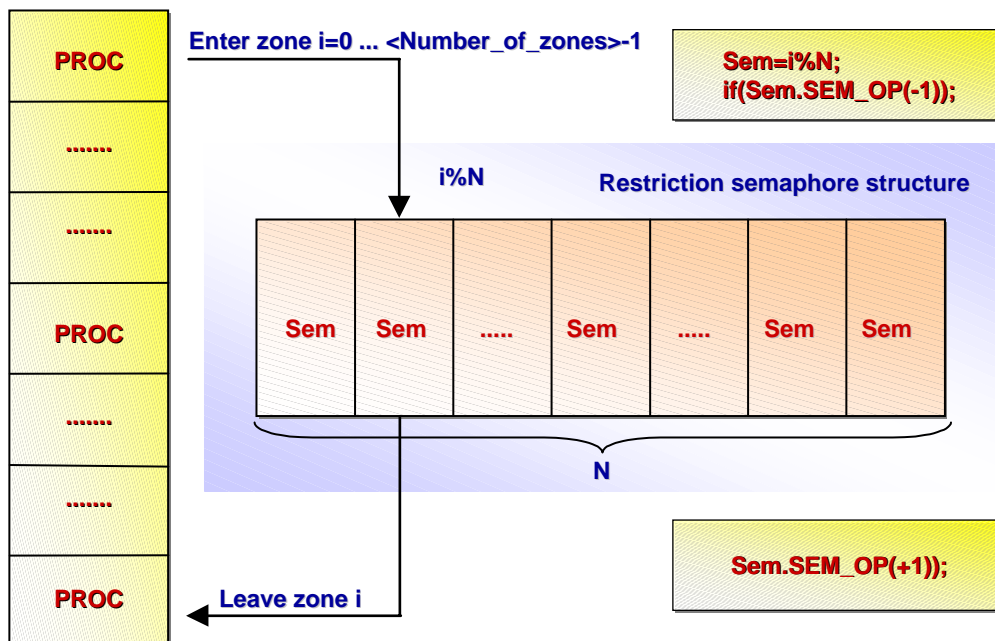 Enter zone i=0 ... <Number_of_zones>-1
PROC
.......
.......
PROC
.......
.......
PROC
Sem=i%N;
if(Sem.SEM_OP(-1));
i%N
Restriction semaphore structure
Sem Sem ..... Sem ..... Sem Sem
N
Sem.SEM_OP(+1));
Leave zone i